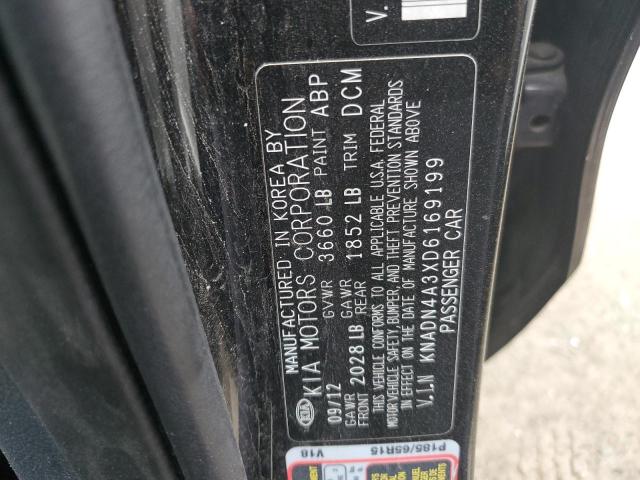 V.
MANUFACTURED IN KOREA BY
KIA KIA MOTORS CORPORATION
09/12 GVWR 3660 LB PAINT ABP
GAWR FRONT 2028 LB GAWR REAR 1852 LB TRIM DCM
THIS VEHICLE CONFORMS TO ALL APPLICABLE U.S.A. FEDERAL
MOTOR VEHICLE SAFETY, BUMPER, AND THEFT PREVENTION STANDARDS
IN EFFECT ON THE DATE OF MANUFACTURE SHOWN ABOVE
V.I.N KNADN4A3XD6169199
PASSENGER CAR
V18 P185/65R15